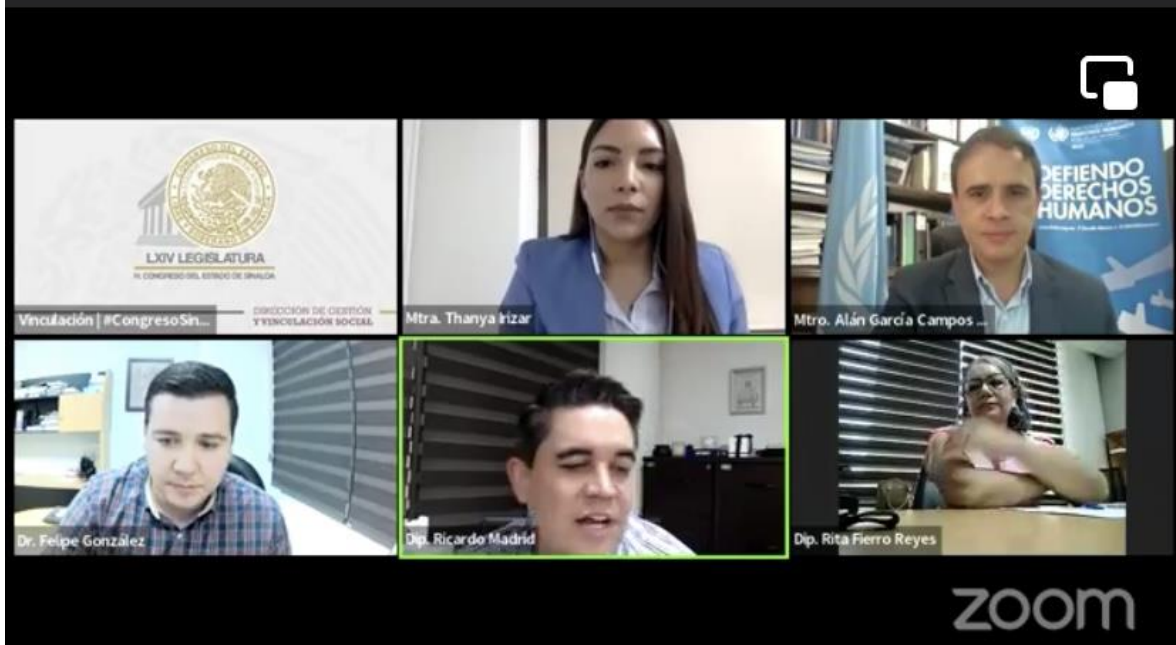 LXIV LEGISLATURA
H. CONGRESO DEL ESTADO DE SINALOA
DIRECCIÓN DE GESTIÓN
Y VINCULACIÓN SOCIAL
Vinculación | #CongresoSin...
Mtra. Thanya Irizar
DEFIENDO
DERECHOS
HUMANOS
Mtro. Alán García Campos ...
Dr. Felipe González
Dip. Ricardo Madrid
Dip. Rita Fierro Reyes
zoom